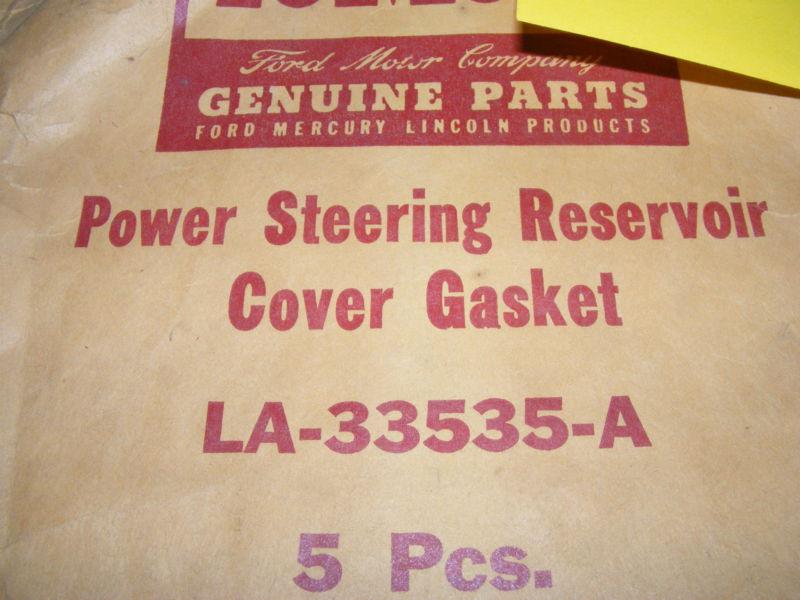 Ford Motor Company
GENUINE PARTS
FORD MERCURY LINCOLN PRODUCTS
Power Steering Reservoir
Cover Gasket
LA-33535-A
5 Pcs.